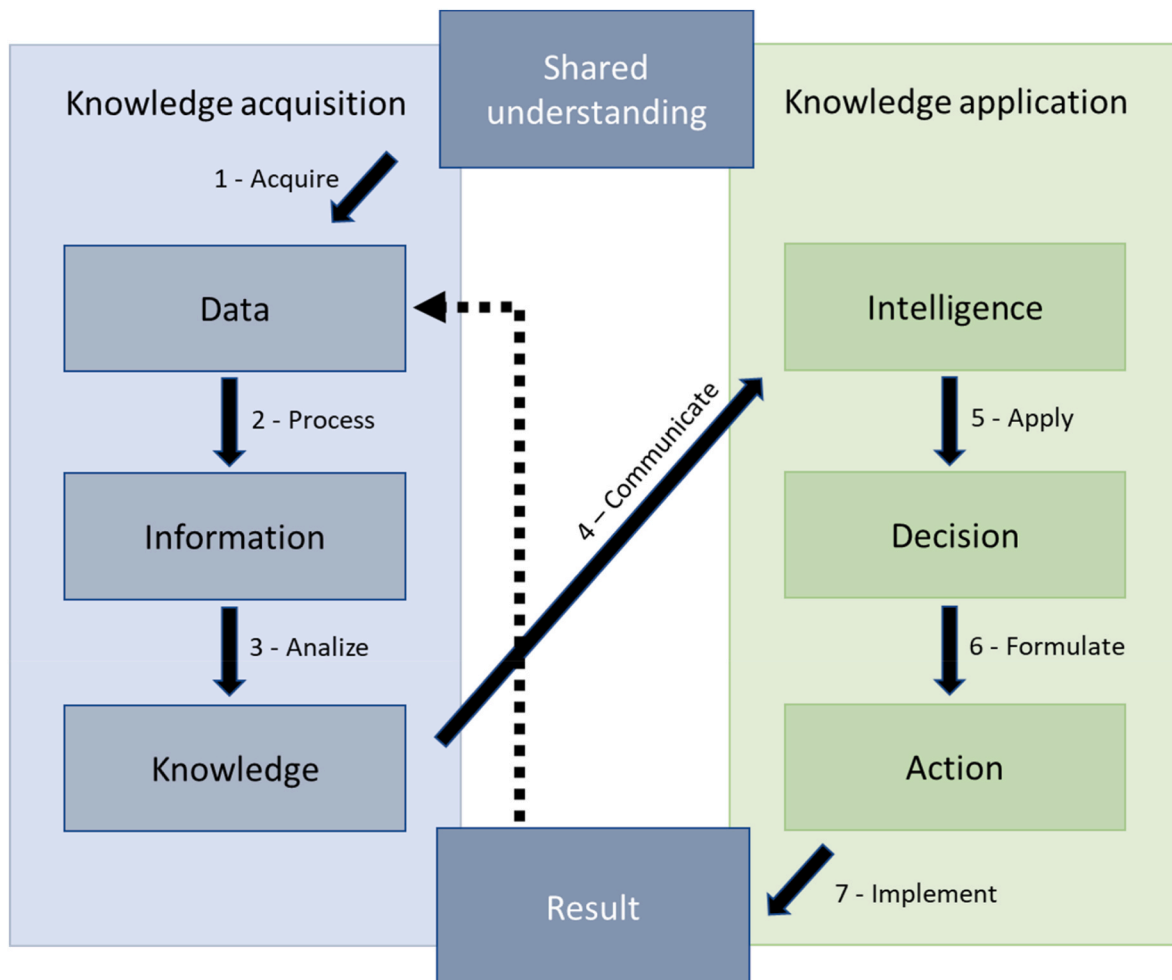 Shared
understanding
Knowledge acquisition
Knowledge application
1 - Acquire
Data
Intelligence
2 - Process
5 - Apply
4 – Communicate
Information
Decision
3 - Analize
6 - Formulate
Knowledge
Action
7 - Implement
Result